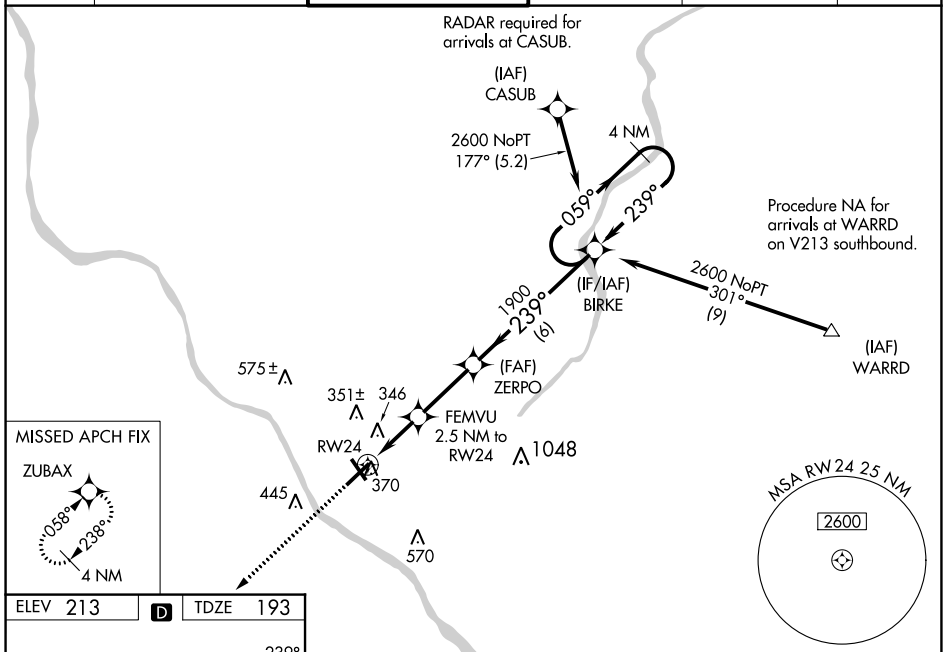 RADAR required for
arrivals at CASUB.
(IAF)
CASUB
2600 NoPT
177° (5.2)
4 NM
059°
239°
Procedure NA for
arrivals at WARRD
on V213 southbound.
(IF/IAF)
BIRKE
2600 NoPT
301°
(9)
(IAF)
WARRD
1900
239°
(6)
(FAF)
ZERPO
575±
351±
346
FEMVU
2.5 NM to
RW24
RW24
370
1048
445
570
MISSED APCH FIX
ZUBAX
058°
238°
4 NM
MSA RW 24 25 NM
2600
ELEV 213
D
TDZE 193
239°